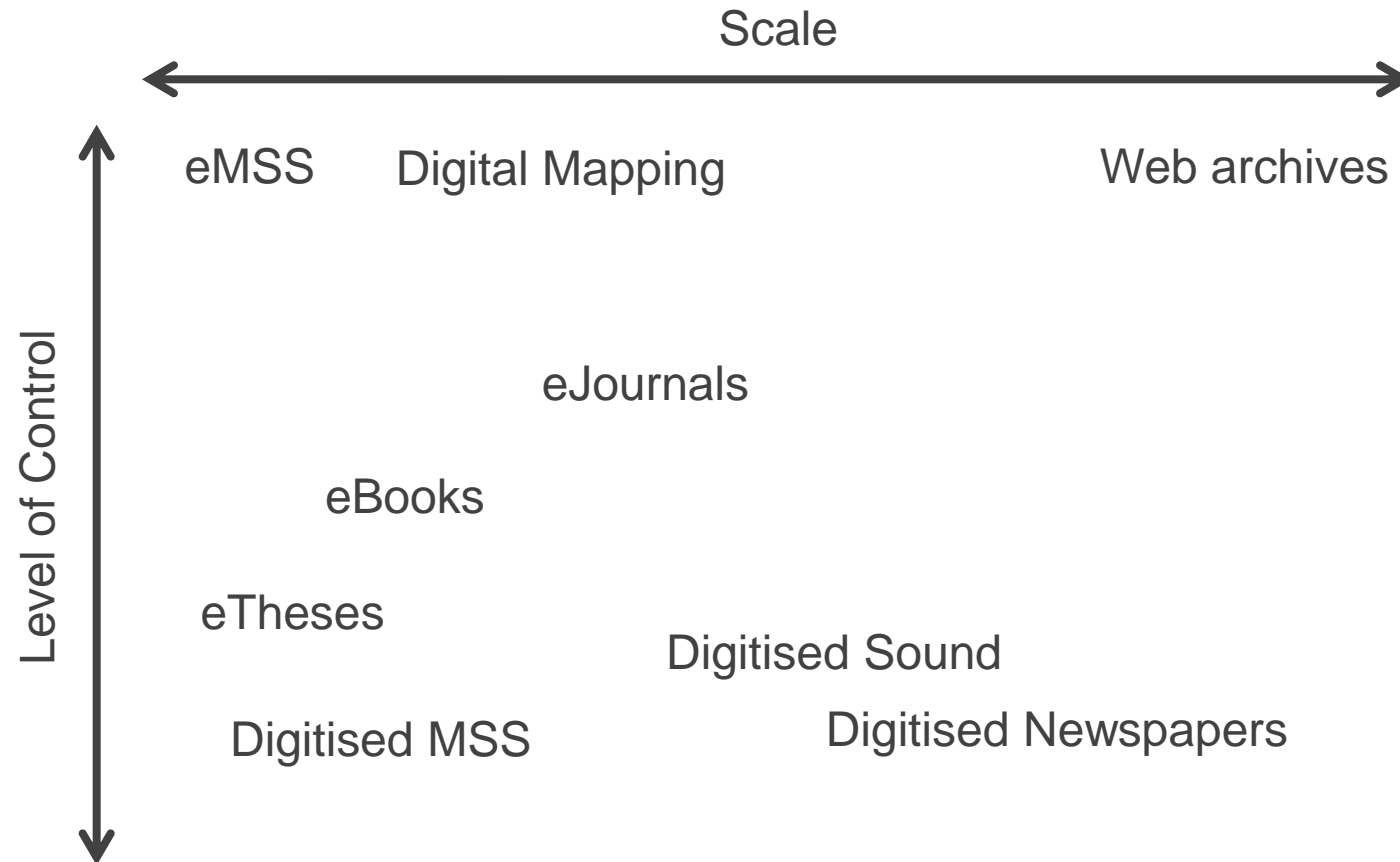 Scale
eMSS
Digital Mapping
Web archives
Level of Control
eJournals
eBooks
eTheses
Digitised Sound
Digitised MSS
Digitised Newspapers